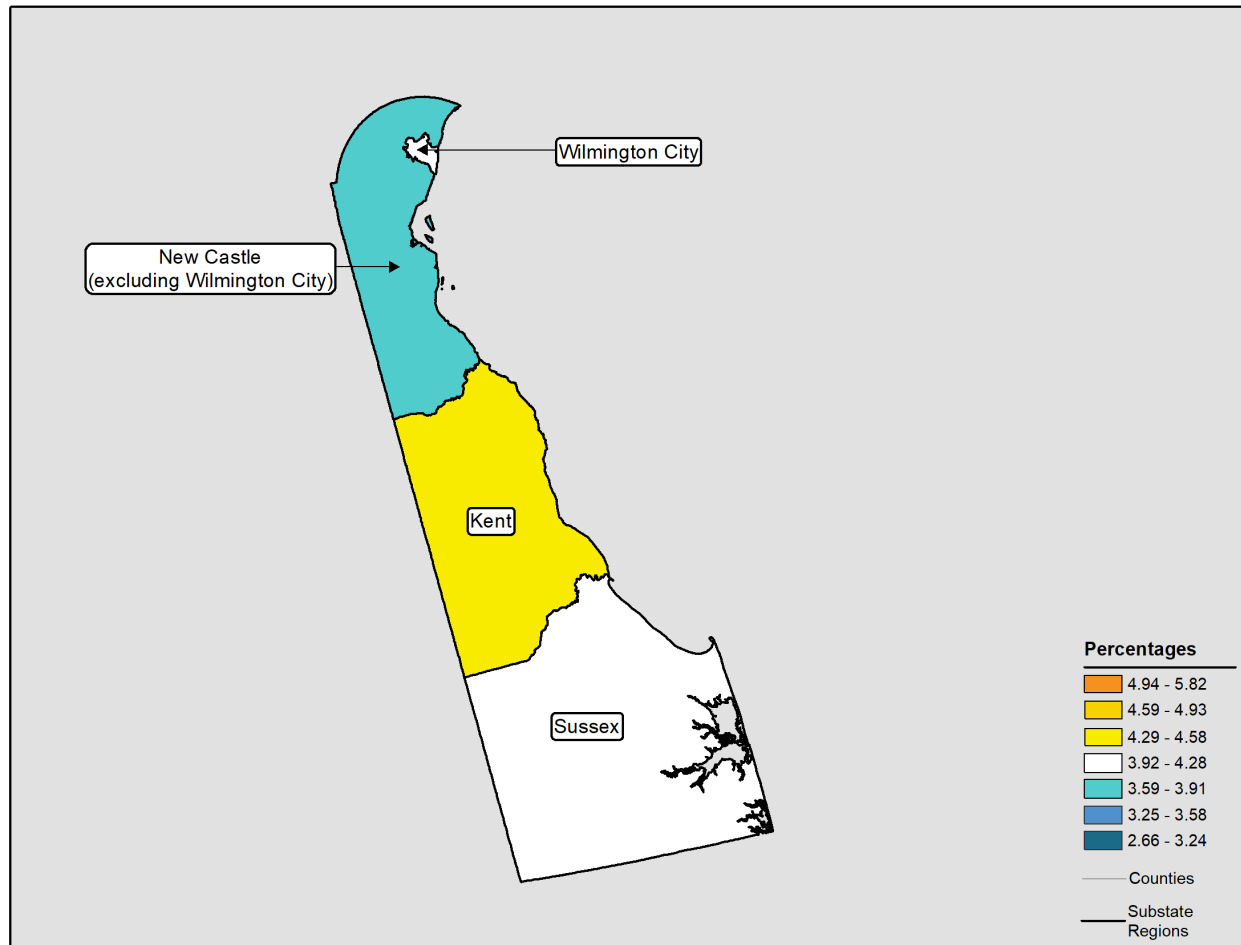 Wilmington City
New Castle
(excluding Wilmington City)
Kent
Sussex
Percentages
4.94 - 5.82
4.59 - 4.93
4.29 - 4.58
3.92 - 4.28
3.59 - 3.91
3.25 - 3.58
2.66 - 3.24
Counties
Substate
Regions